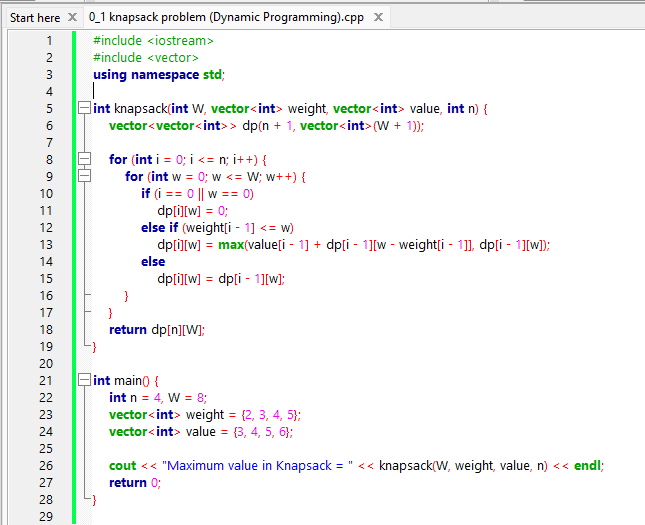 Start here X 0_1 knapsack problem (Dynamic Programming).cpp X
1 #include <iostream>
2 #include <vector>
3 using namespace std;
4
5 int knapsack(int W, vector<int> weight, vector<int> value, int n) {
6     vector<vector<int>> dp(n + 1, vector<int>(W + 1));
7
8     for (int i = 0; i <= n; i++) {
9         for (int w = 0; w <= W; w++) {
10             if (i == 0 || w == 0)
11                 dp[i][w] = 0;
12             else if (weight[i - 1] <= w)
13                 dp[i][w] = max(value[i - 1] + dp[i - 1][w - weight[i - 1]], dp[i - 1][w]);
14             else
15                 dp[i][w] = dp[i - 1][w];
16         }
17     }
18     return dp[n][W];
19 }
20
21 int main() {
22     int n = 4, W = 8;
23     vector<int> weight = {2, 3, 4, 5};
24     vector<int> value = {3, 4, 5, 6};
25
26     cout << "Maximum value in Knapsack = " << knapsack(W, weight, value, n) << endl;
27     return 0;
28 }
29